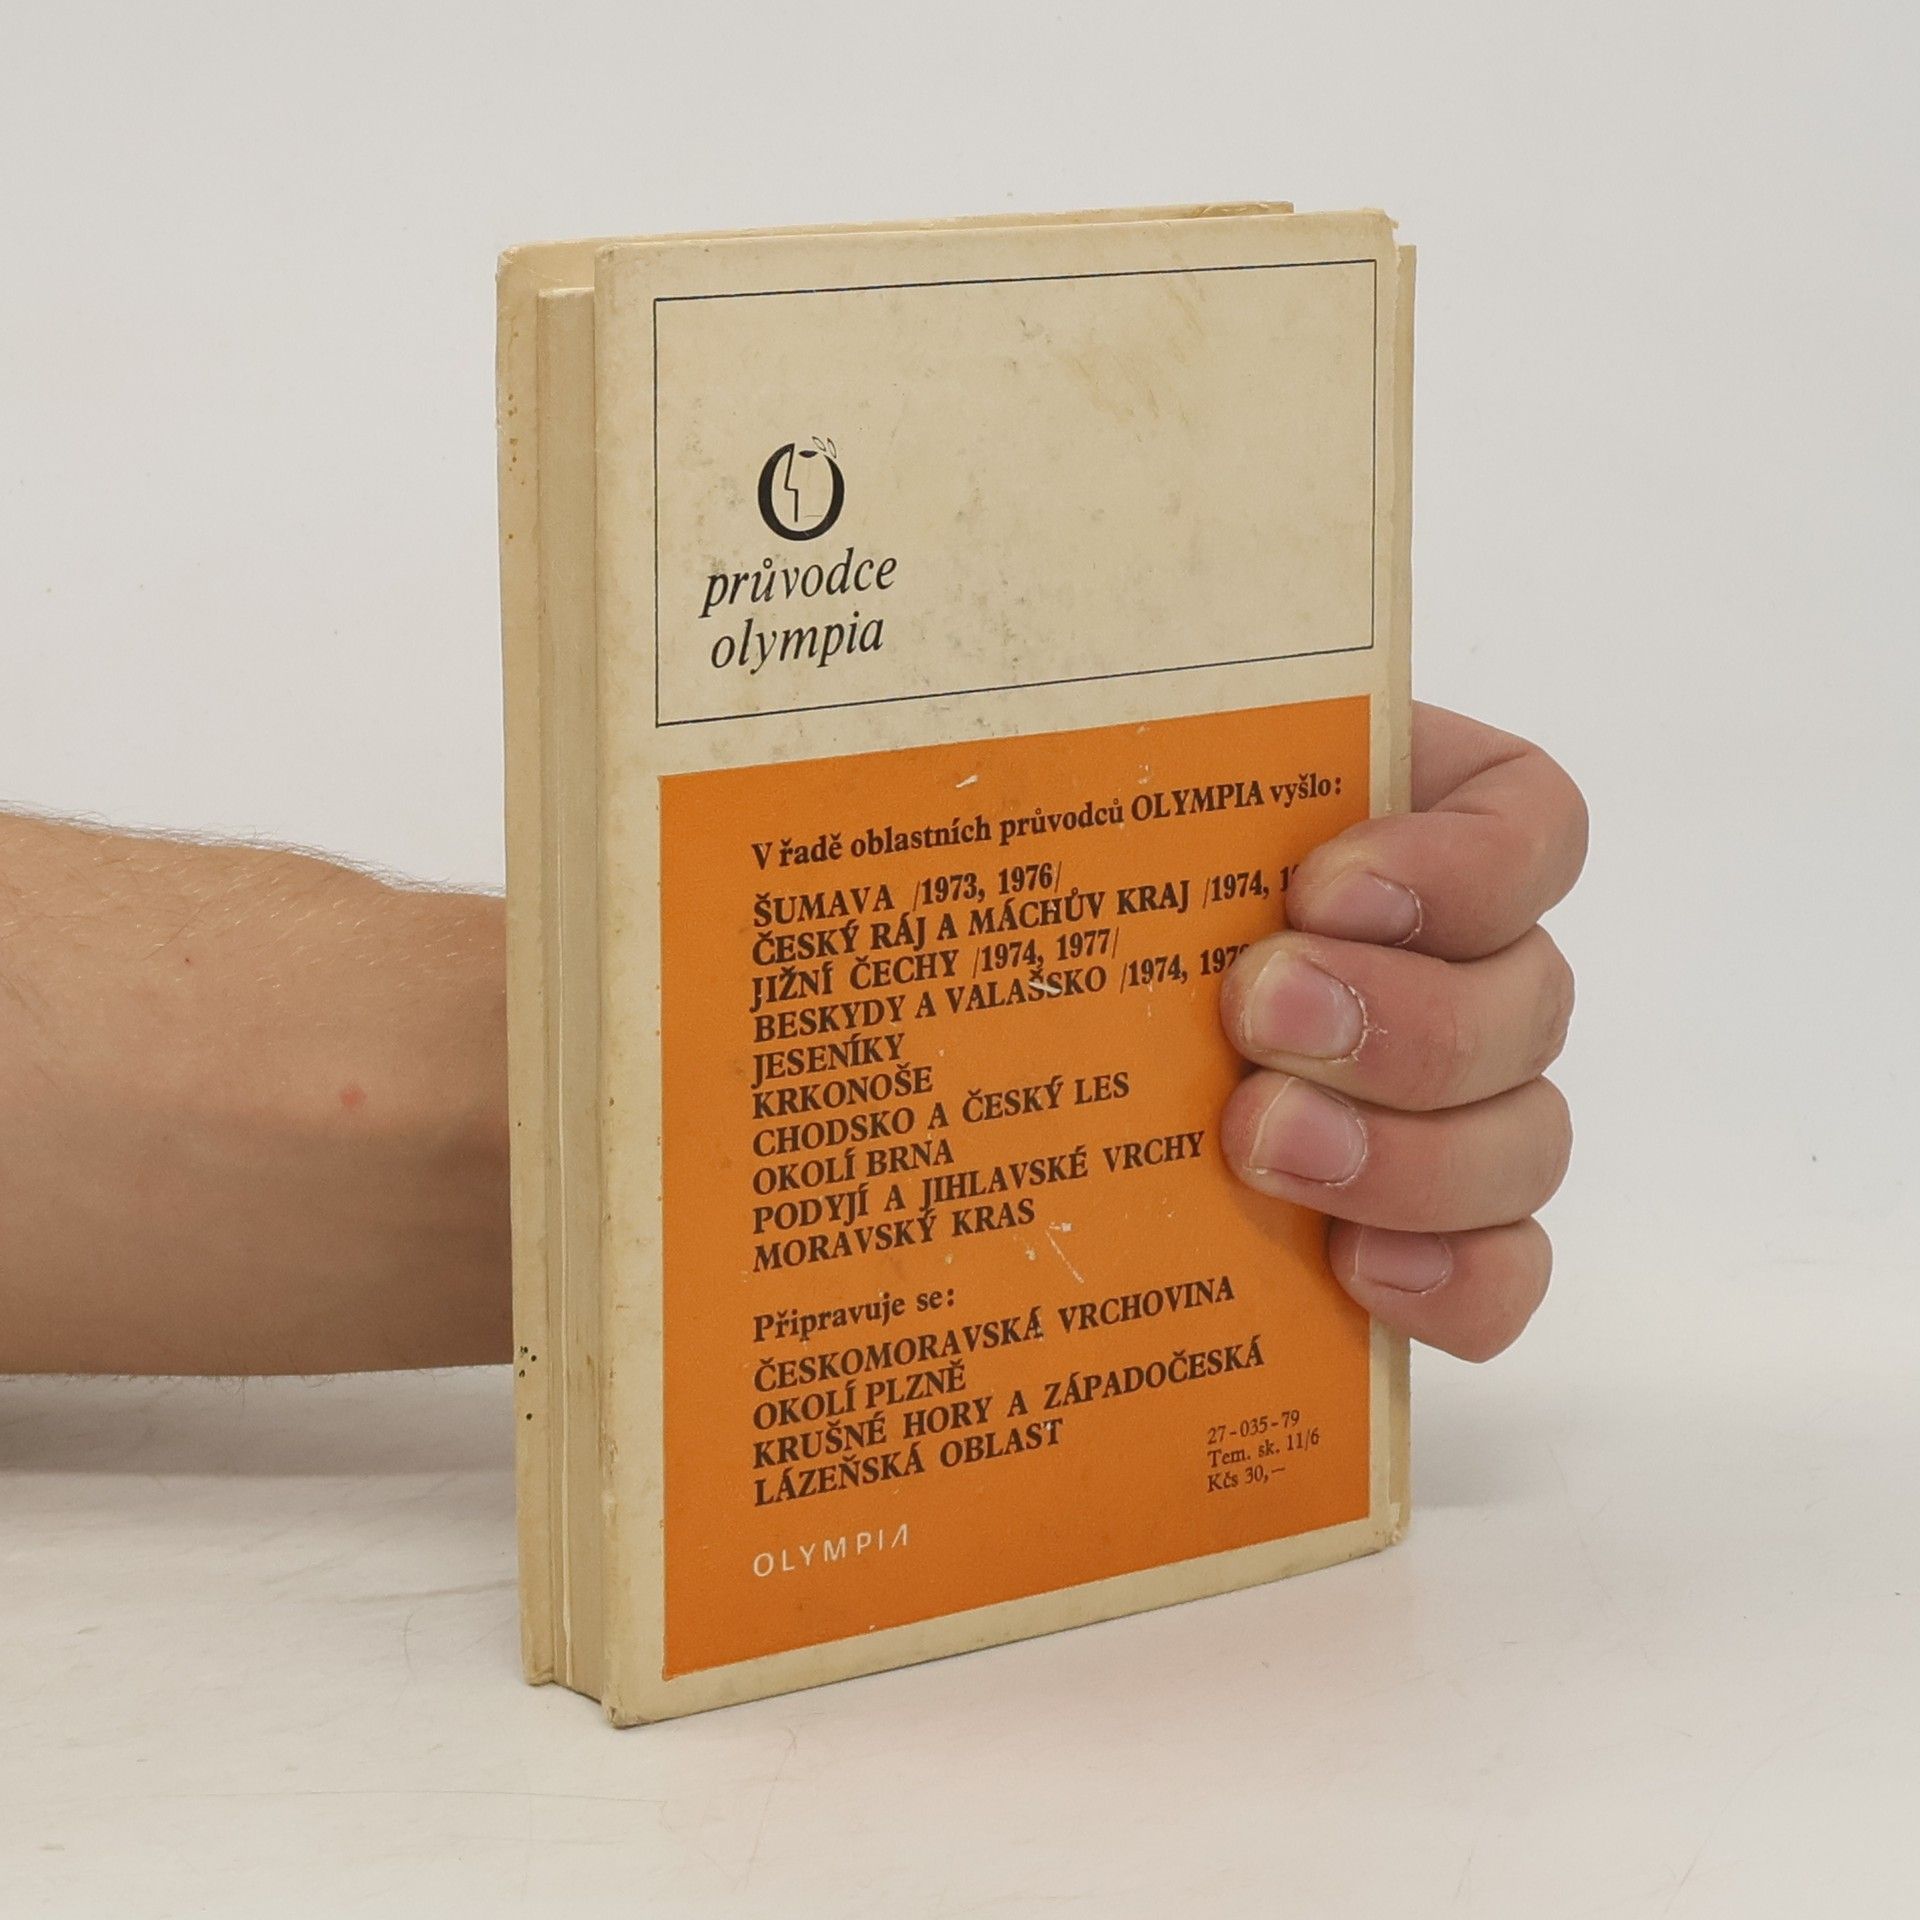 průvodce
olympia
V řadě oblastních průvodců OLYMPIA vyšlo:
ŠUMAVA /1973, 1976/
ČESKÝ RÁJ A MÁCHŮV KRAJ /1974,
JIŽNÍ ČECHY /1974, 1977/
BESKYDY A VALAŠSKO /1974,
JESENÍKY
KRKONOŠE
CHODSKO A ČESKÝ LES
OKOLÍ BRNA
PODYJÍ A JIHLAVSKÉ VRCHY
MORAVSKÝ KRAS
Připravuje se:
ČESKOMORAVSKÁ VRCHOVINA
OKOLÍ PLZNĚ
KRUŠNÉ HORY A ZÁPADOČESKÁ
LÁZEŇSKÁ OBLAST
27-035-79
Tem. sk. 11/6
Kčs 30,—
OLYMPIA